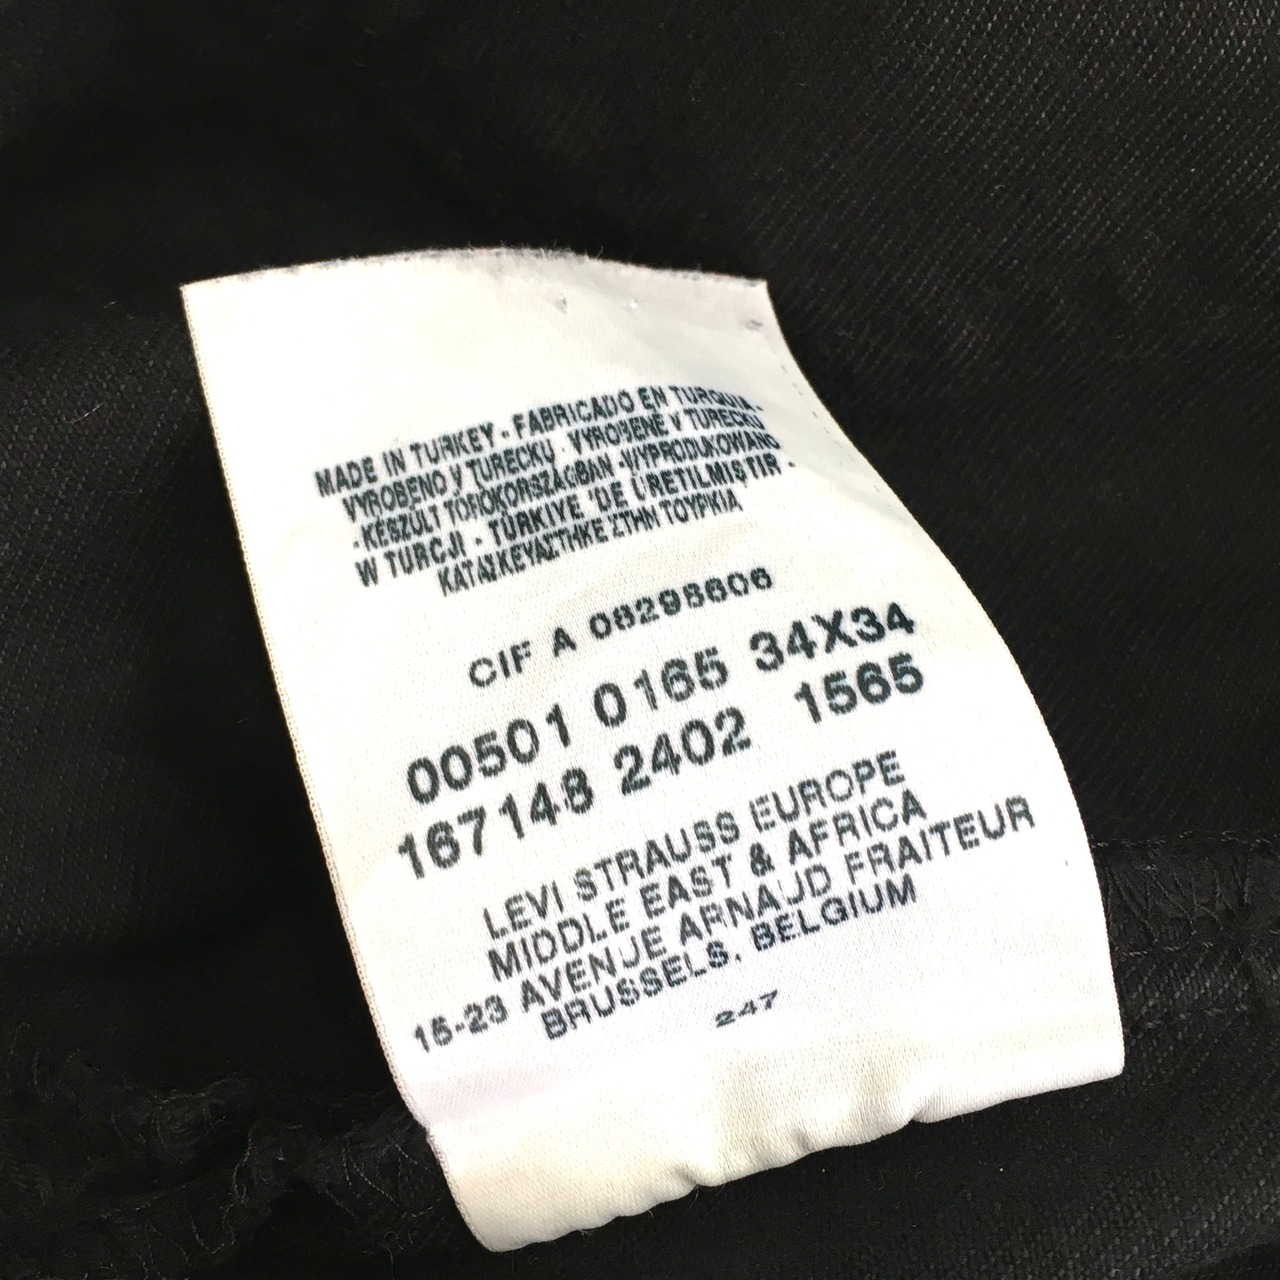 MADE IN TURKEY - FABRICADO EN TURQUIA -
VYROBENO V TURECKU - VYROBENÉ V TURECKU
- KÉSZÜLT TÖRÖKORSZÁGBAN - WYPRODUKOWANO
W TURCJI - TÜRKIYE 'DE ÜRETILMIŞTIR -
ΚΑΤΑΣΚΕΥΑΣΤΗΚΕ ΣΤΗΝ ΤΟΥΡΚΙΑ
CIF A 08298606
00501 0165 34X34
167148 2402 1565
LEVI STRAUSS EUROPE
MIDDLE EAST & AFRICA
15-23 AVENUE ARNAUD FRAITEUR
BRUSSELS, BELGIUM
247